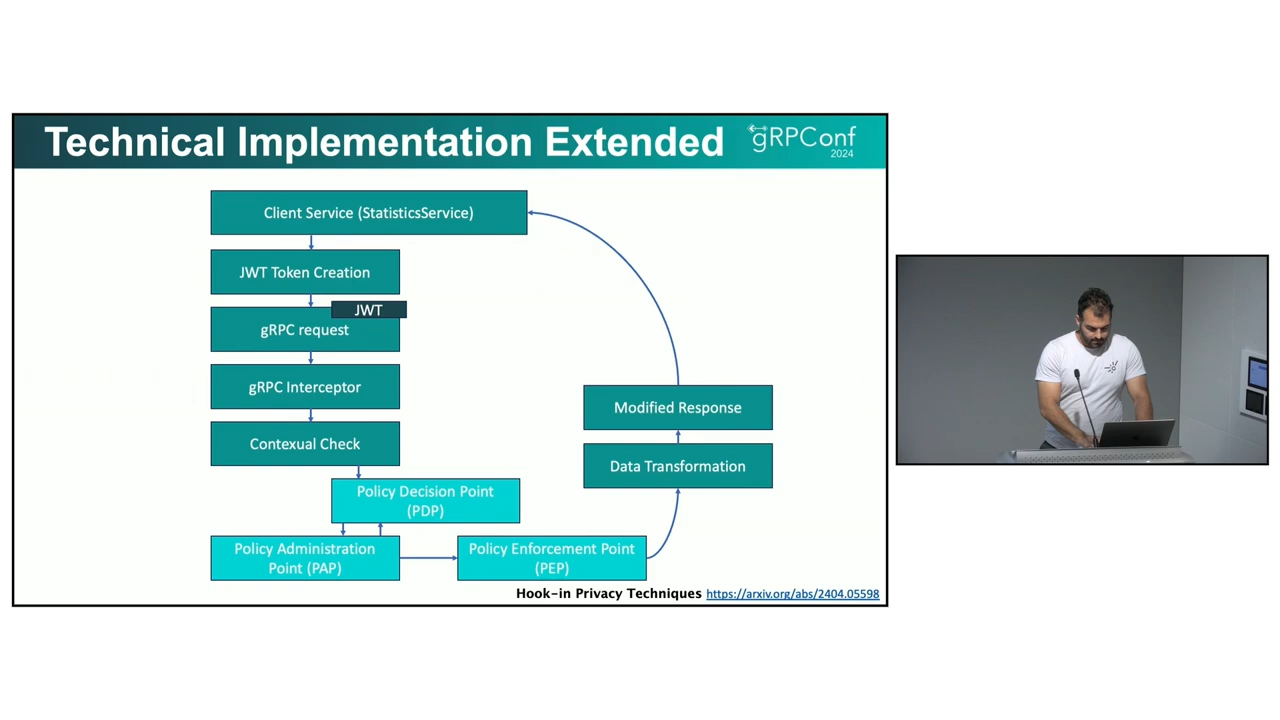 Technical Implementation Extended
gRPConf
2024
Client Service (StatisticsService)
JWT Token Creation
JWT
gRPC request
gRPC Interceptor
Contexual Check
Policy Decision Point
(PDP)
Policy Administration
Point (PAP)
Policy Enforcement Point
(PEP)
Modified Response
Data Transformation
Hook-in Privacy Techniques https://arxiv.org/abs/2404.05598